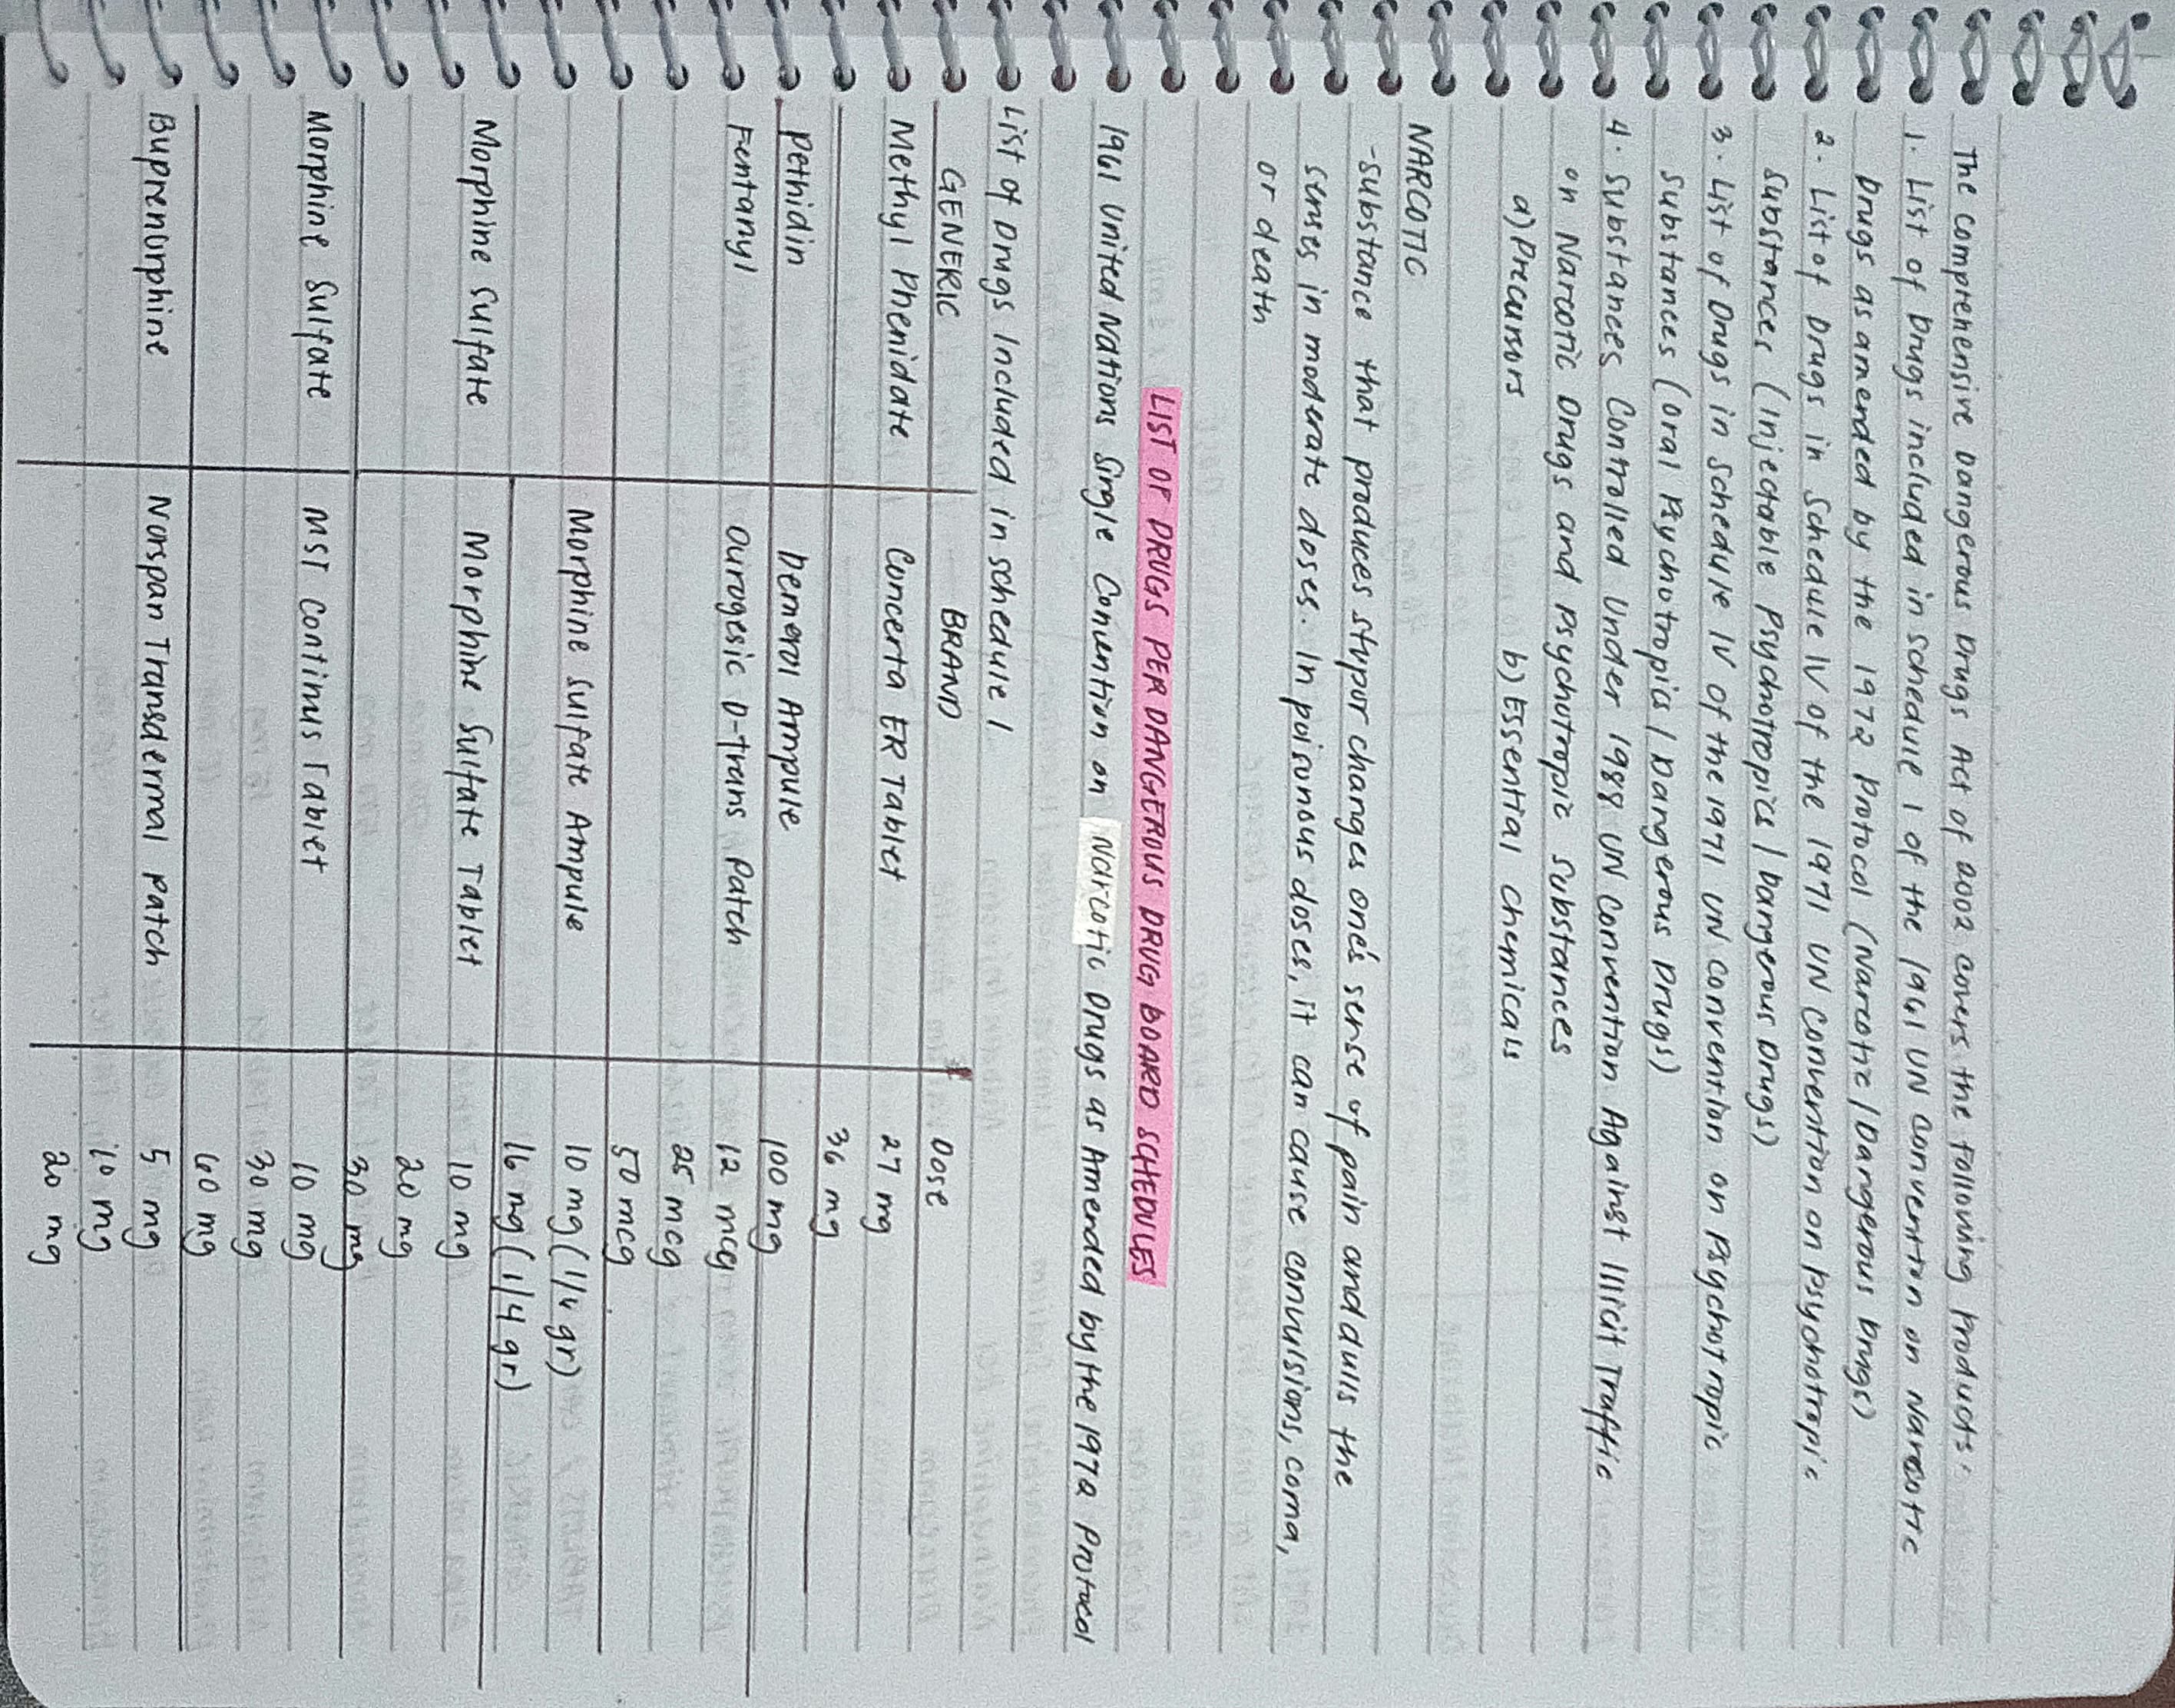 The Comprehensive Dangerous Drugs Act of 2002 covers the following Products:
1. List of Drugs included in Schedule 1 of the 1961 UN Convention on Narcotic
Drugs as amended by the 1972 Protocol (Narcotic / Dangerous Drugs)
2. List of Drugs in Schedule IV of the 1971 UN Convention on Psychotropic
Substances (Injectable Psychotropics / Dangerous Drugs)
3. List of Drugs in Schedule IV of the 1971 UN Convention on Psychotropic
Substances (Oral Psychotropics / Dangerous Drugs)
4. Substances Controlled Under 1988 UN Convention Against Illicit Traffic
on Narcotic Drugs and Psychotropic Substances
a) Precursors b) Essential Chemicals
NARCOTIC
-substance that produces stupor changes one's sense of pain and dulls the
senses in moderate doses. In poisonous doses, it can cause convulsions, coma,
or death
LIST OF DRUGS PER DANGEROUS DRUG BOARD SCHEDULES
1961 United Nations Single Convention on Narcotic Drugs as Amended by the 1972 Protocol
List of Drugs Included in schedule 1
GENERIC BRAND Dose
Methyl Phenidate Concerta ER Tablet 27 mg
36 mg
Pethidin Demerol Ampule 100 mg
Fentanyl Ourogesic D-trans Patch 12 mcg
25 mcg
50 mcg
Morphine Sulfate Ampule 10 mg (1/6 gr)
16 mg (1/4 gr)
Morphine Sulfate Morphine Sulfate Tablet 10 mg
20 mg
30 mg
Morphine Sulfate MST Continus Tablet 10 mg
30 mg
60 mg
Buprenorphine Norspan Transdermal Patch 5 mg
10 mg
20 mg